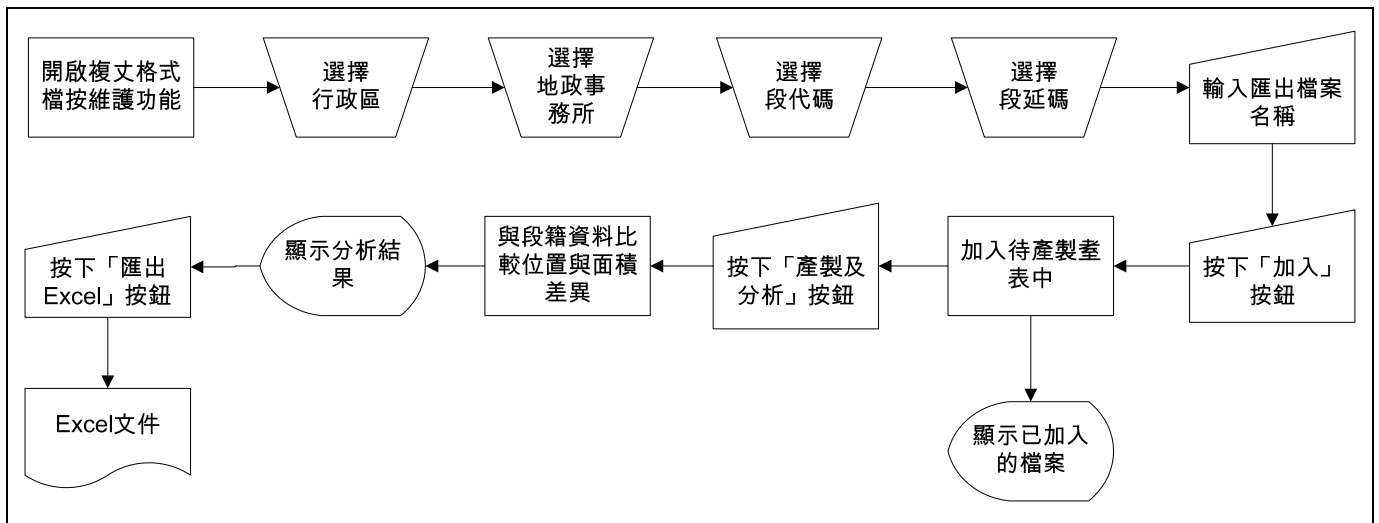 開啟複丈格式
檔按維護功能
選擇
行政區
選擇
地政事
務所
選擇
段代碼
選擇
段延碼
輸入匯出檔案
名稱
按下「加入」
按鈕
加入待產製臺
表中
顯示已加入
的檔案
按下「產製及
分析」按鈕
與段籍資料比
較位置與面積
差異
顯示分析結
果
按下「匯出
Excel」按鈕
Excel文件